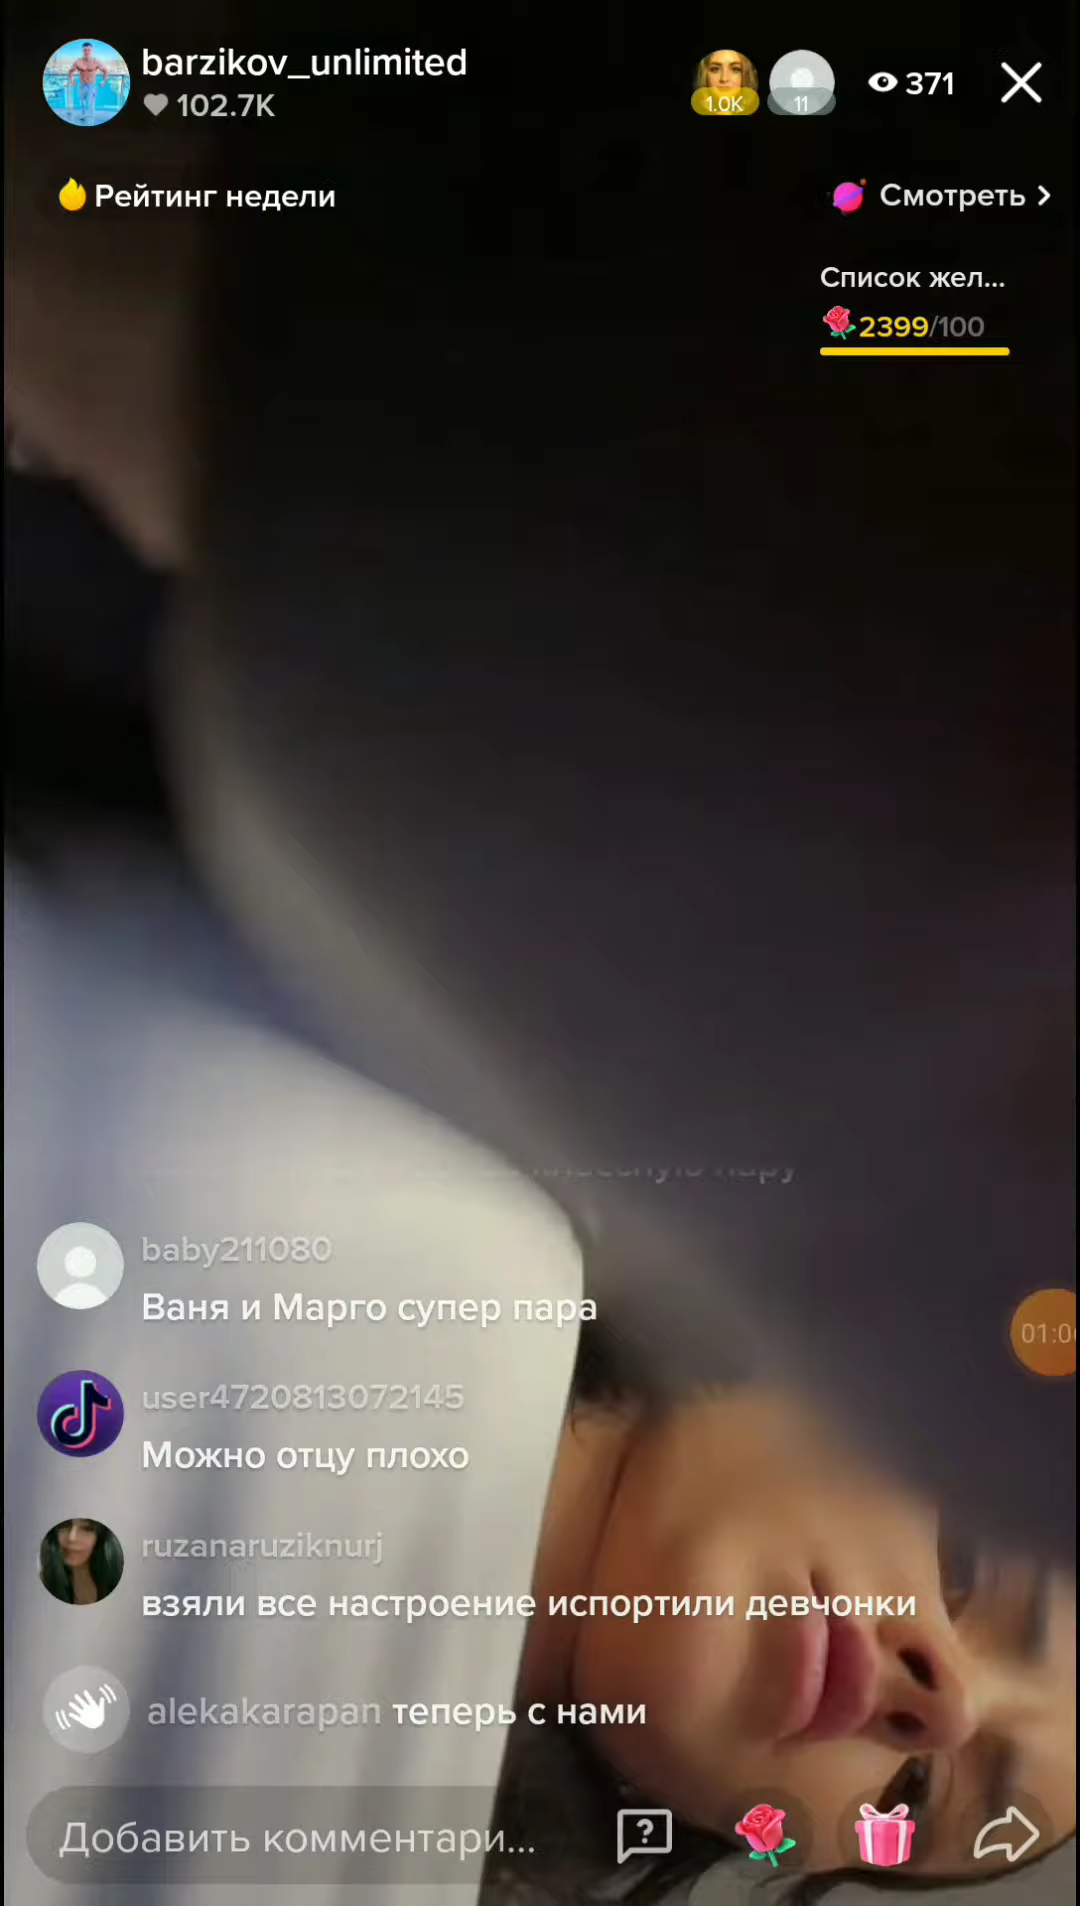 barzikov_unlimited
102.7K
1.0K
11
371
Рейтинг недели
Смотреть
Список жел...
2399/100
baby211080
Ваня и Марго супер пара
user4720813072145
Можно отцу плохо
ruzanaruziknurj
взяли все настроение испортили девчонки
alekakarapan теперь с нами
Добавить комментари...